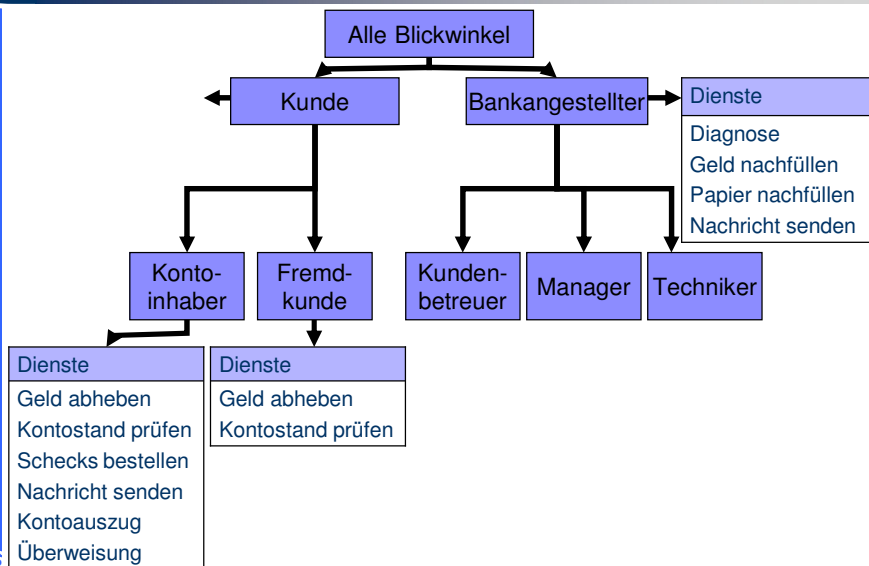 Alle Blickwinkel
Kunde
Bankangestellter
Dienste
Diagnose
Geld nachfüllen
Papier nachfüllen
Nachricht senden
Konto-
inhaber
Fremd-
kunde
Kunden-
betreuer
Manager
Techniker
Dienste
Geld abheben
Kontostand prüfen
Schecks bestellen
Nachricht senden
Kontoauszug
Überweisung
Dienste
Geld abheben
Kontostand prüfen